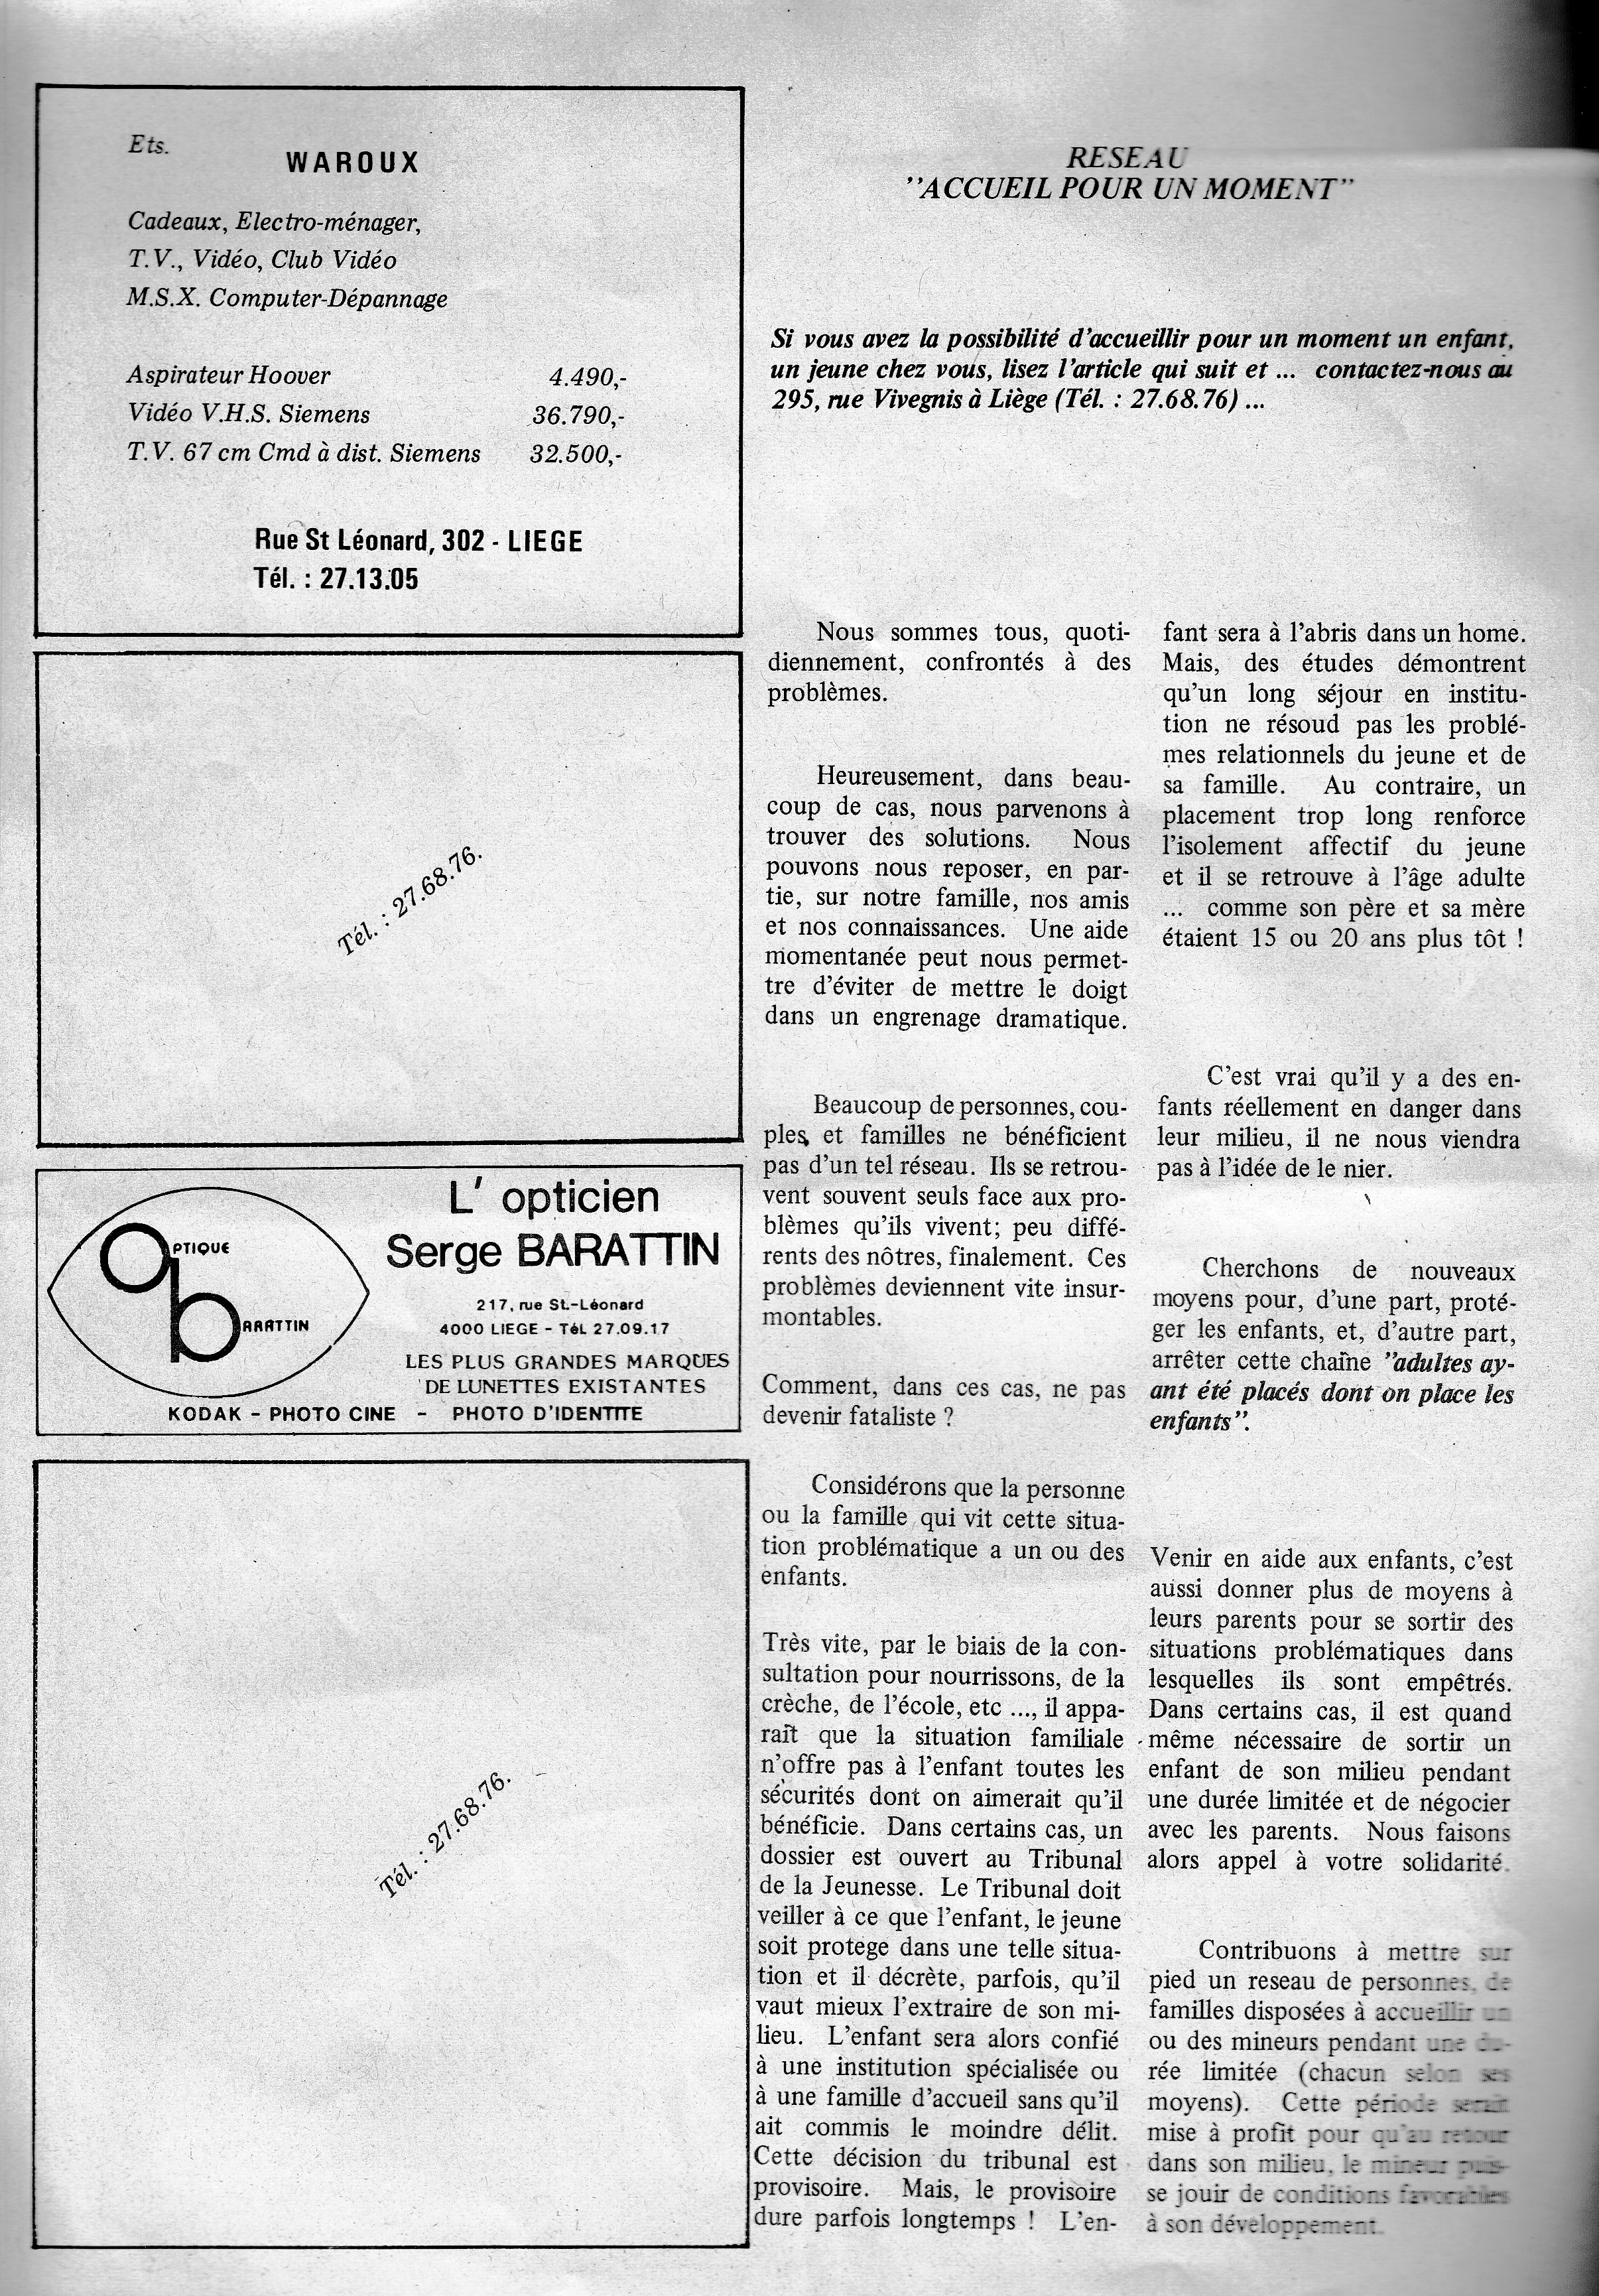 Ets.
WAROUX
Cadeaux, Electro-ménager,
T.V., Vidéo, Club Vidéo
M.S.X. Computer-Dépannage
Aspirateur Hoover 4.490,-
Vidéo V.H.S. Siemens 36.790,-
T.V. 67 cm Cmd à dist. Siemens 32.500,-
Rue St Léonard, 302 - LIEGE
Tél. : 27.13.05
Tél. : 27.68.76.
OPTIQUE
BARATTIN
L' opticien
Serge BARATTIN
217, rue St.-Léonard
4000 LIEGE - TéL 27.09.17
LES PLUS GRANDES MARQUES
DE LUNETTES EXISTANTES
KODAK - PHOTO CINE - PHOTO D'IDENTITE
Tél. : 27.68.76.
RESEAU
''ACCUEIL POUR UN MOMENT''
Si vous avez la possibilité d'accueillir pour un moment un enfant,
un jeune chez vous, lisez l'article qui suit et ... contactez-nous au
295, rue Vivegnis à Liège (Tél. : 27.68.76) ...
Nous sommes tous, quoti-
diennement, confrontés à des
problèmes.
Heureusement, dans beau-
coup de cas, nous parvenons à
trouver des solutions. Nous
pouvons nous reposer, en par-
tie, sur notre famille, nos amis
et nos connaissances. Une aide
momentanée peut nous permet-
tre d'éviter de mettre le doigt
dans un engrenage dramatique.
Beaucoup de personnes, cou-
ples, et familles ne bénéficient
pas d'un tel réseau. Ils se retrou-
vent souvent seuls face aux pro-
blèmes qu'ils vivent; peu diffé-
rents des nôtres, finalement. Ces
problèmes deviennent vite insur-
montables.
Comment, dans ces cas, ne pas
devenir fataliste ?
Considérons que la personne
ou la famille qui vit cette situa-
tion problématique a un ou des
enfants.
Très vite, par le biais de la con-
sultation pour nourrissons, de la
crèche, de l'école, etc ..., il appa-
raît que la situation familiale
n'offre pas à l'enfant toutes les
sécurités dont on aimerait qu'il
bénéficie. Dans certains cas, un
dossier est ouvert au Tribunal
de la Jeunesse. Le Tribunal doit
veiller à ce que l'enfant, le jeune
soit protege dans une telle situa-
tion et il décrète, parfois, qu'il
vaut mieux l'extraire de son mi-
lieu. L'enfant sera alors confié
à une institution spécialisée ou
à une famille d'accueil sans qu'il
ait commis le moindre délit.
Cette décision du tribunal est
provisoire. Mais, le provisoire
dure parfois longtemps ! L'en-
fant sera à l'abris dans un home.
Mais, des études démontrent
qu'un long séjour en institu-
tion ne résoud pas les problé-
mes relationnels du jeune et de
sa famille. Au contraire, un
placement trop long renforce
l'isolement affectif du jeune
et il se retrouve à l'âge adulte
... comme son père et sa mère
étaient 15 ou 20 ans plus tôt !
C'est vrai qu'il y a des en-
fants réellement en danger dans
leur milieu, il ne nous viendra
pas à l'idée de le nier.
Cherchons de nouveaux
moyens pour, d'une part, proté-
ger les enfants, et, d'autre part,
arrêter cette chaîne ''adultes ay-
ant été placés dont on place les
enfants''.
Venir en aide aux enfants, c'est
aussi donner plus de moyens à
leurs parents pour se sortir des
situations problématiques dans
lesquelles ils sont empêtrés.
Dans certains cas, il est quand
même nécessaire de sortir un
enfant de son milieu pendant
une durée limitée et de négocier
avec les parents. Nous faisons
alors appel à votre solidarité.
Contribuons à mettre sur
pied un reseau de personnes, de
familles disposées à accueillir un
ou des mineurs pendant une du-
rée limitée (chacun selon ses
moyens). Cette période serait
mise à profit pour qu'au retour
dans son milieu, le mineur puis-
se jouir de conditions favorables
à son développement.